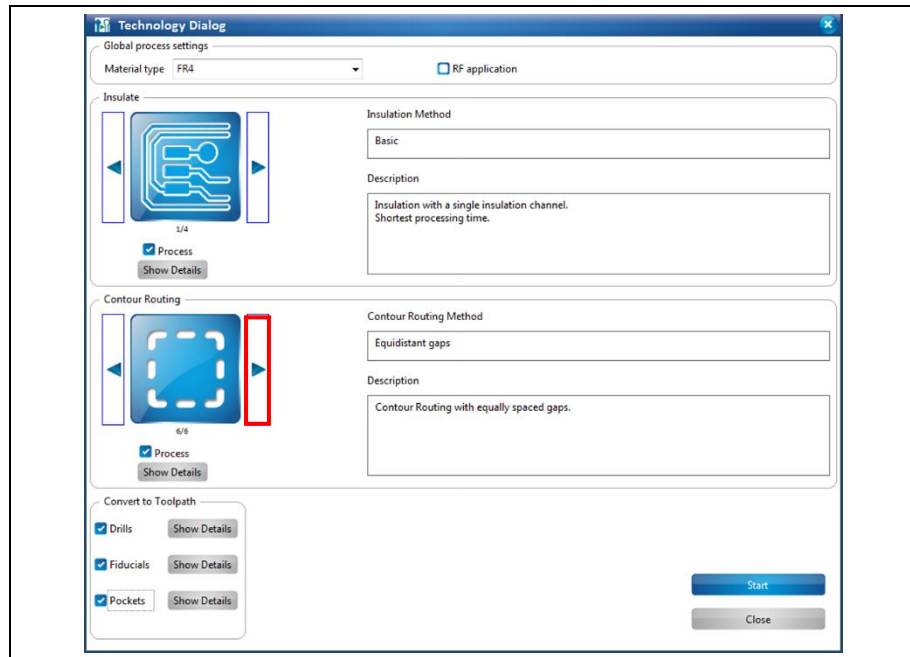 Technology Dialog
Global process settings
Material type FR4 RF application
Insulate
Insulation Method
Basic
Description
Insulation with a single insulation channel.
Shortest processing time.
1/4
Process
Show Details
Contour Routing
Contour Routing Method
Equidistant gaps
Description
Contour Routing with equally spaced gaps.
6/6
Process
Show Details
Convert to Toolpath
Drills Show Details
Fiducials Show Details
Pockets Show Details
Start
Close